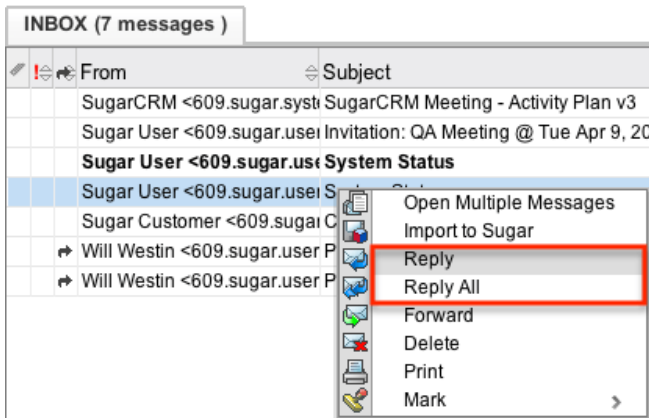 INBOX (7 messages )
! From Subject
SugarCRM <609.sugar.syst SugarCRM Meeting - Activity Plan v3
Sugar User <609.sugar.user Invitation: QA Meeting @ Tue Apr 9, 20
Sugar User <609.sugar.use System Status
Sugar User <609.sugar.user
Sugar Customer <609.sugar C
Will Westin <609.sugar.user P
Will Westin <609.sugar.user P
Open Multiple Messages
Import to Sugar
Reply
Reply All
Forward
Delete
Print
Mark